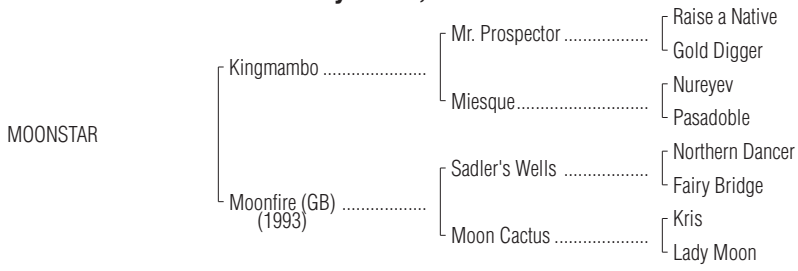 Raise a Native
Mr. Prospector ...................
Gold Digger
Kingmambo .......................
Nureyev
Miesque............................
Pasadoble
MOONSTAR
Northern Dancer
Sadler's Wells ...................
Fairy Bridge
Moonfire (GB) ...................
(1993)
Kris
Moon Cactus .....................
Lady Moon